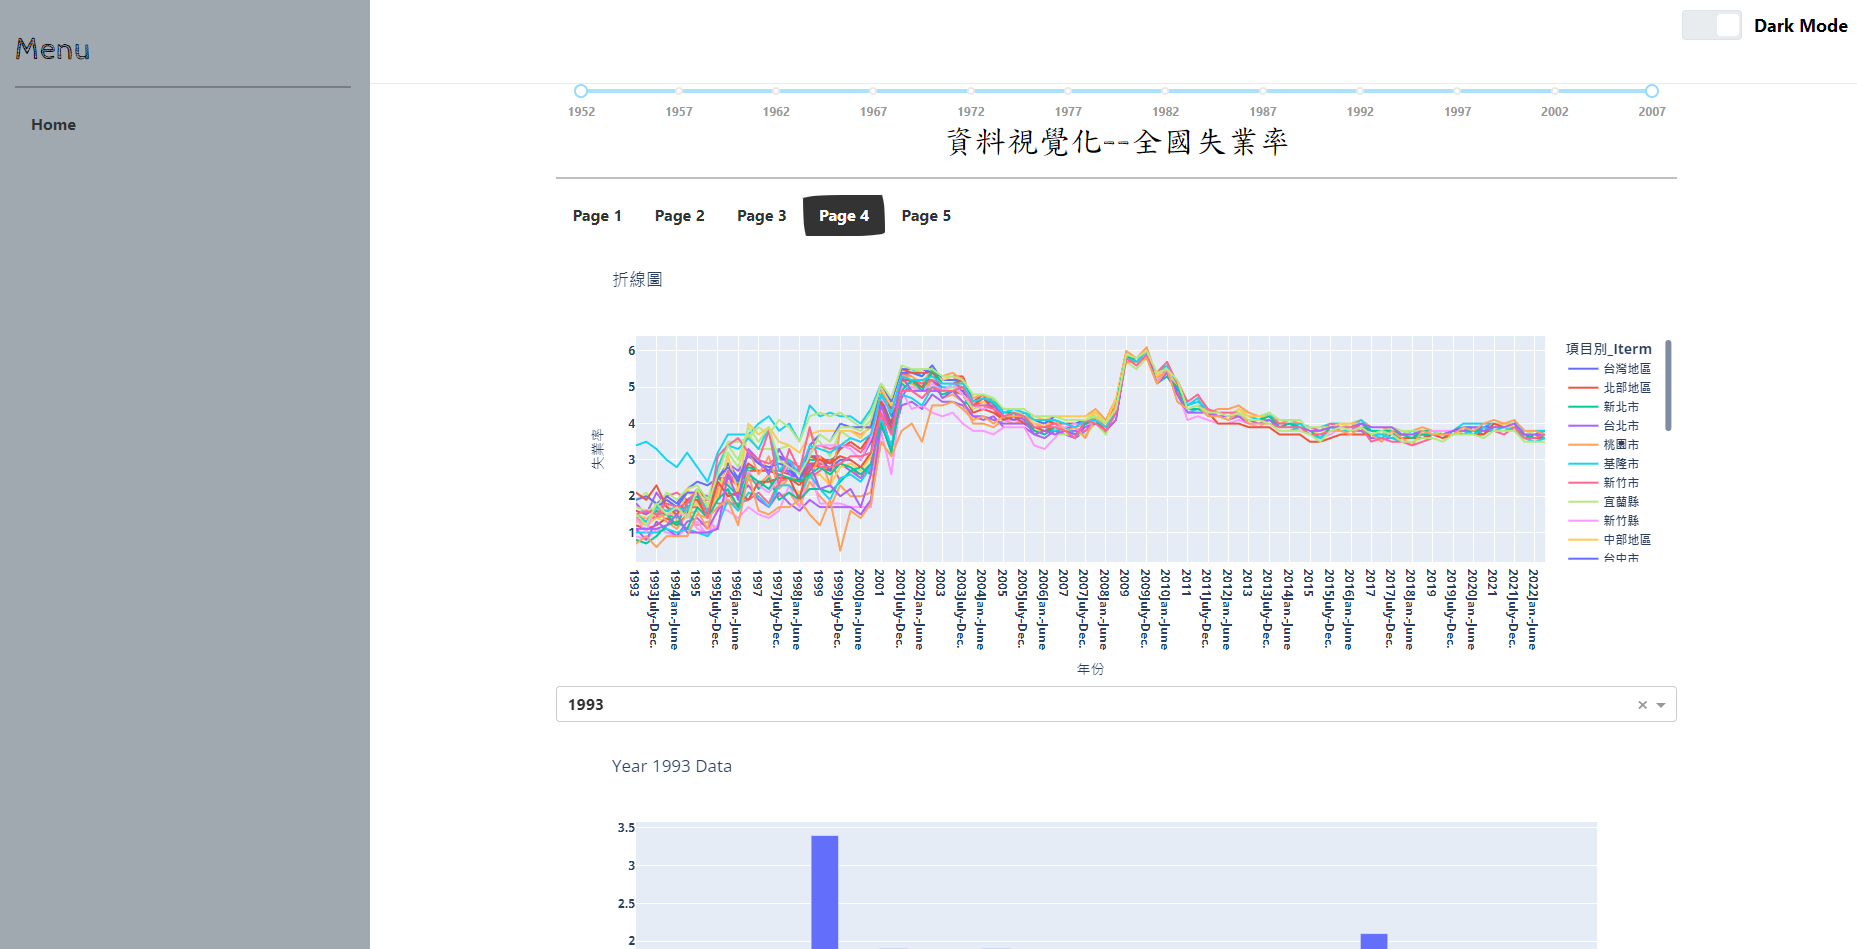 Menu
Dark Mode
Home
1952 1957 1962 1967 1972 1977 1982 1987 1992 1997 2002 2007
資料視覺化--全國失業率
Page 1 Page 2 Page 3 Page 4 Page 5
折線圖
項目別_Iterm
台灣地區
北部地區
新北市
台北市
桃園市
基隆市
新竹市
宜蘭縣
新竹縣
中部地區
台中市
失業率
6
5
4
3
2
1
1993 1993July-Dec. 1994Jan.-June 1995 1995July-Dec. 1996Jan.-June 1997 1997July-Dec. 1998Jan.-June 1999 1999July-Dec. 2000Jan.-June 2001 2001July-Dec. 2002Jan.-June 2003 2003July-Dec. 2004Jan.-June 2005 2005July-Dec. 2006Jan.-June 2007 2007July-Dec. 2008Jan.-June 2009 2009July-Dec. 2010Jan.-June 2011 2011July-Dec. 2012Jan.-June 2013 2013July-Dec. 2014Jan.-June 2015 2015July-Dec. 2016Jan.-June 2017 2017July-Dec. 2018Jan.-June 2019 2019July-Dec. 2020Jan.-June 2021 2021July-Dec. 2022Jan.-June
年份
1993
Year 1993 Data
3.5
3
2.5
2